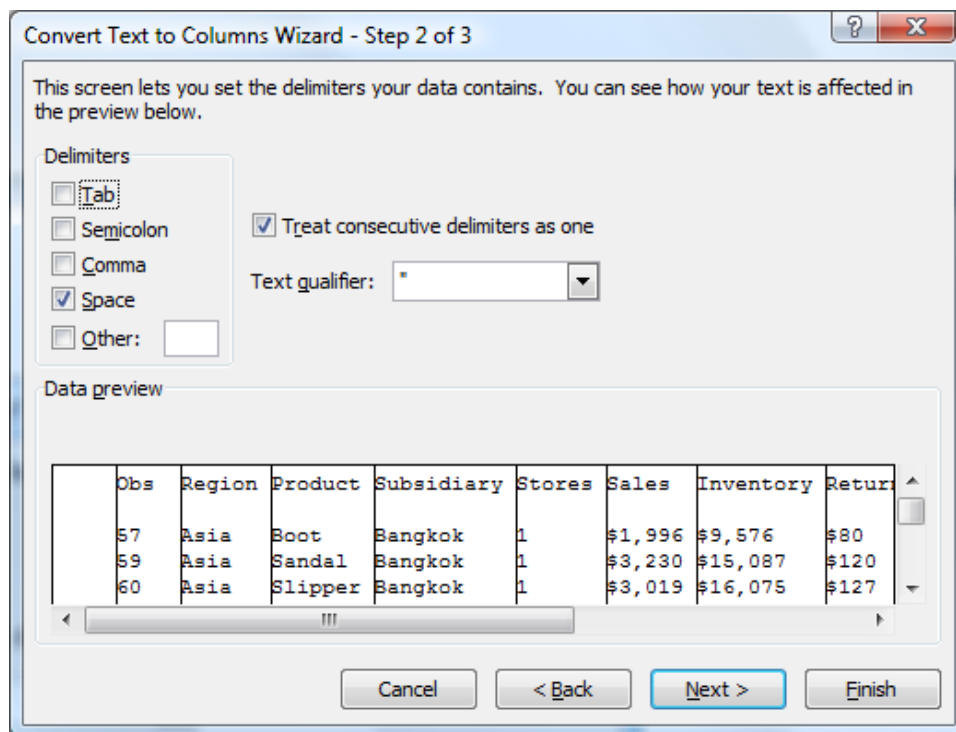 Convert Text to Columns Wizard - Step 2 of 3
This screen lets you set the delimiters your data contains.  You can see how your text is affected in
the preview below.
Delimiters
Tab
Semicolon
Comma
Space
Other:
Treat consecutive delimiters as one
Text qualifier: "
Data preview
Obs Region Product Subsidiary Stores Sales Inventory Return
57 Asia Boot Bangkok 1 $1,996 $9,576 $80
59 Asia Sandal Bangkok 1 $3,230 $15,087 $120
60 Asia Slipper Bangkok 1 $3,019 $16,075 $127
Cancel < Back Next > Finish